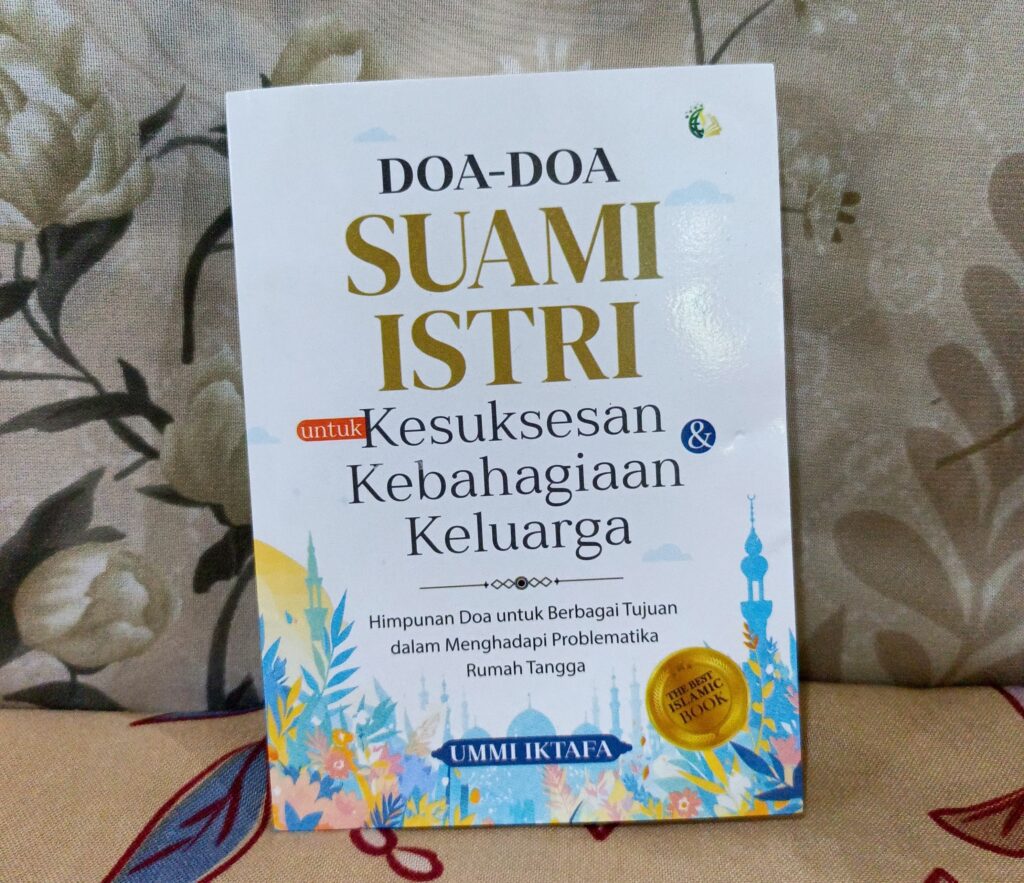 DOA-DOA
SUAMI
ISTRI
untuk Kesuksesan &
Kebahagiaan
Keluarga
Himpunan Doa untuk Berbagai Tujuan
dalam Menghadapi Problematika
Rumah Tangga
THE BEST
ISLAMIC
BOOK
UMMI IKTAFA